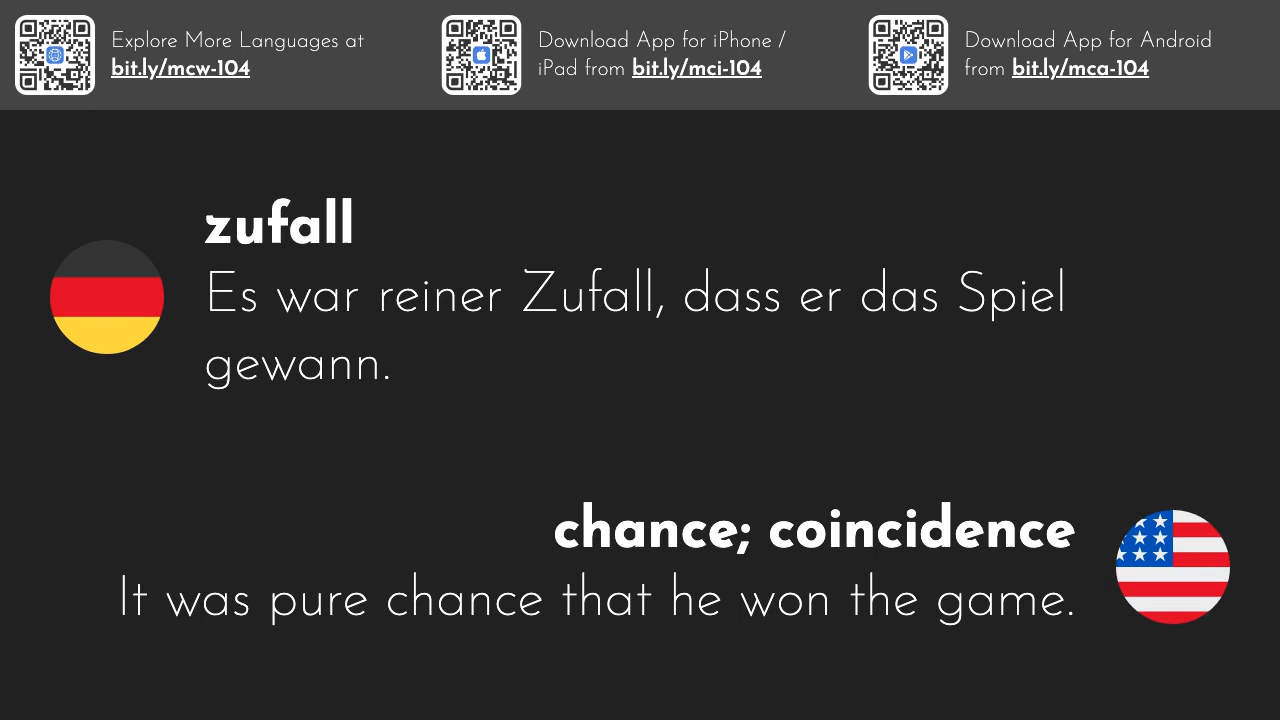 Explore More Languages at
bit.ly/mcw-104
Download App for iPhone /
iPad from bit.ly/mci-104
Download App for Android
from bit.ly/mca-104
zufall
Es war reiner Zufall, dass er das Spiel
gewann.
chance; coincidence
It was pure chance that he won the game.